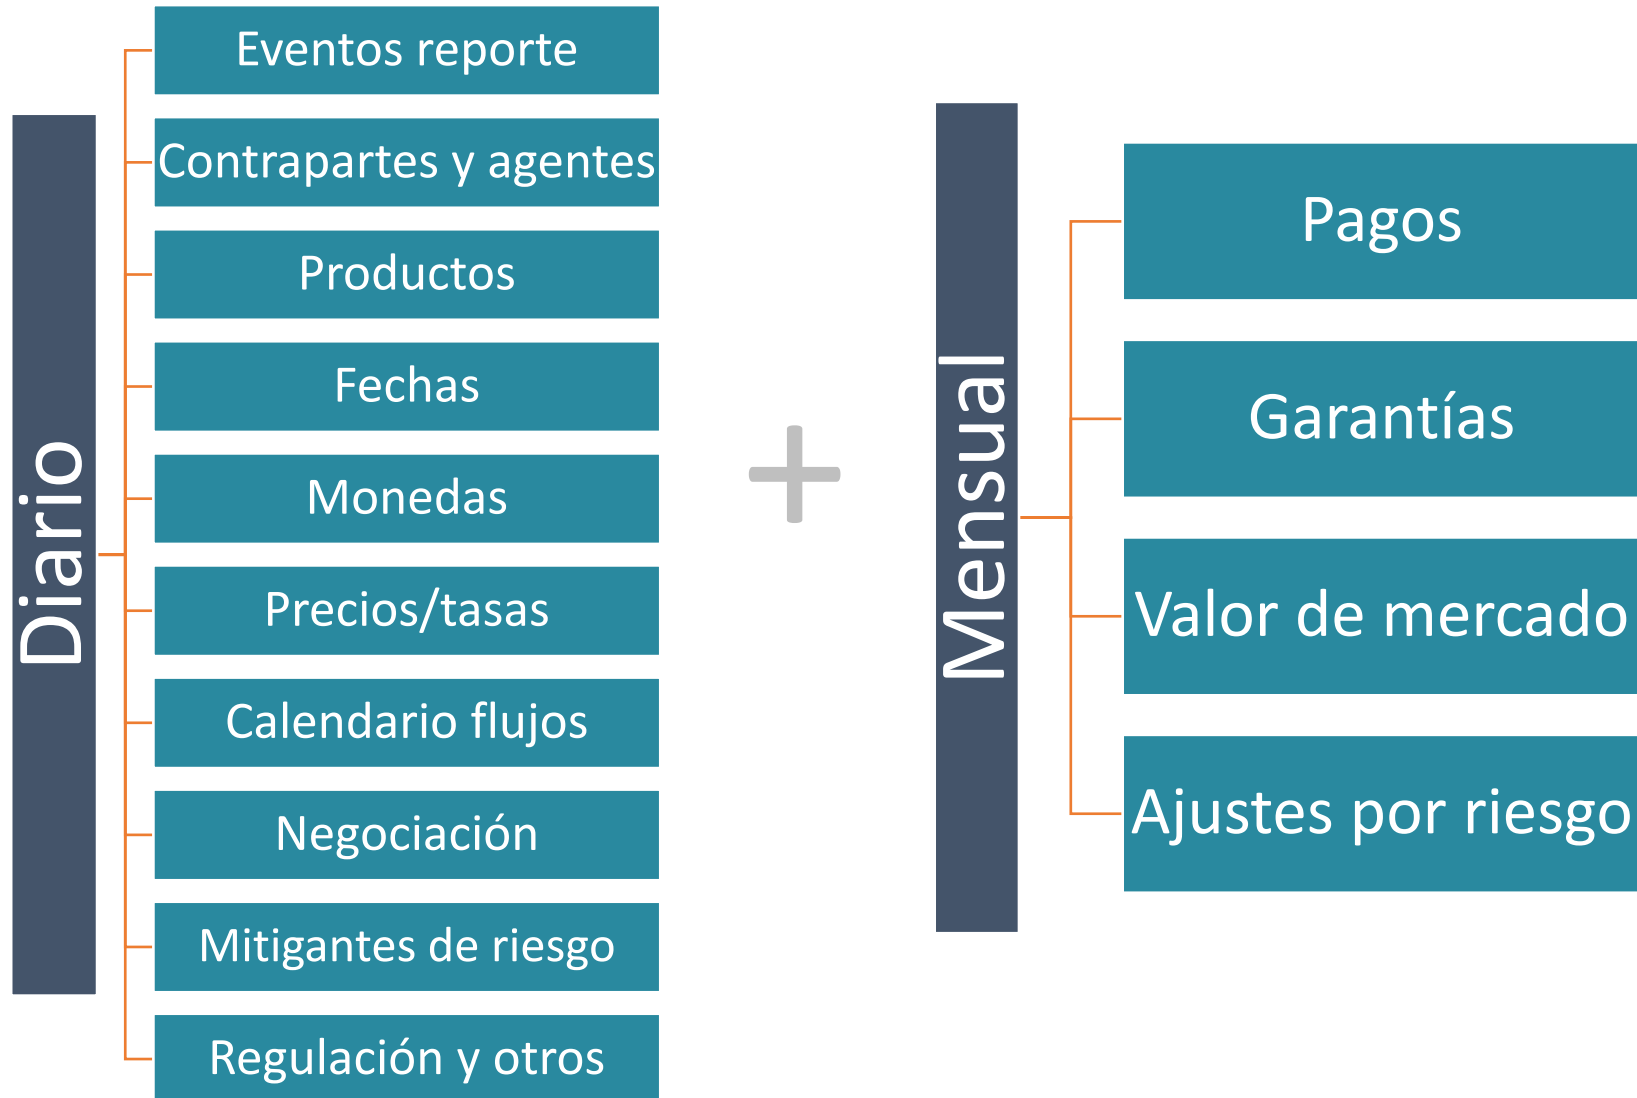 Diario
Eventos reporte
Contrapartes y agentes
Productos
Fechas
Monedas
Precios/tasas
Calendario flujos
Negociación
Mitigantes de riesgo
Regulación y otros
+
Mensual
Pagos
Garantías
Valor de mercado
Ajustes por riesgo